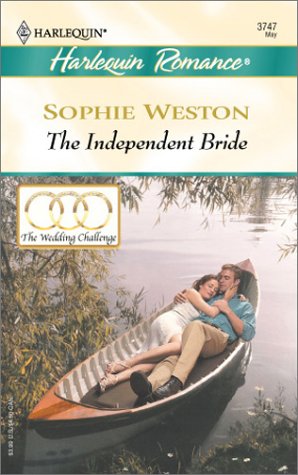 HARLEQUIN®
3747
May
Harlequin Romance®
SOPHIE WESTON
The Independent Bride
The Wedding Challenge